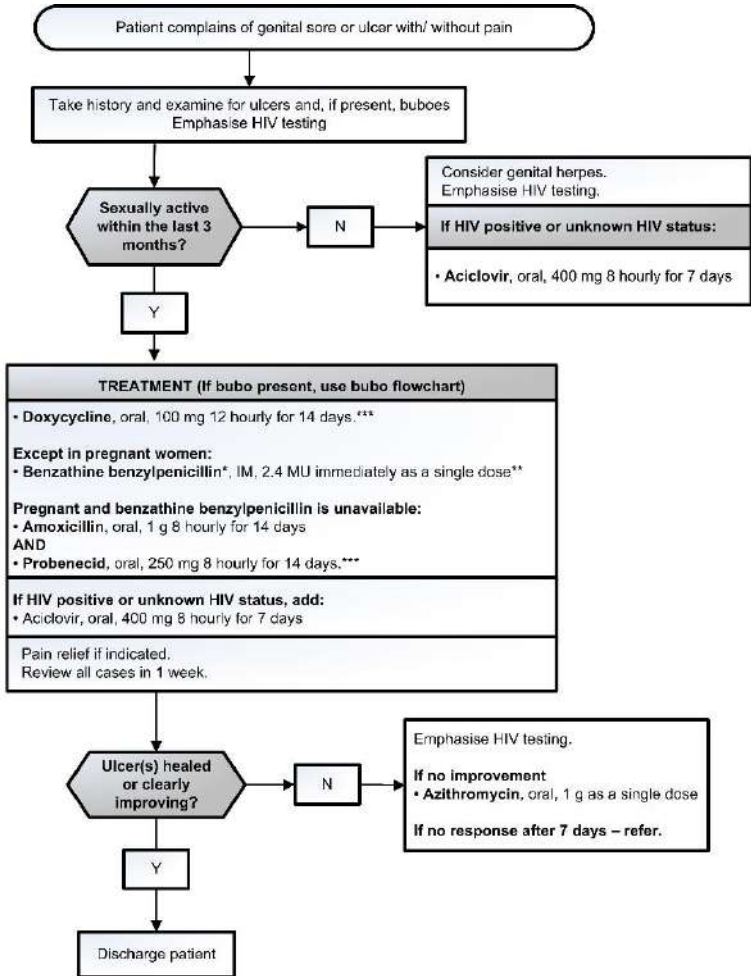 Patient complains of genital sore or ulcer with/ without pain
Take history and examine for ulcers and, if present, buboes
Emphasise HIV testing
Sexually active
within the last 3
months?
N
Consider genital herpes.
Emphasise HIV testing.
If HIV positive or unknown HIV status:
• Aciclovir, oral, 400 mg 8 hourly for 7 days
Y
TREATMENT (If bubo present, use bubo flowchart)
• Doxycycline, oral, 100 mg 12 hourly for 14 days.***
Except in pregnant women:
• Benzathine benzylpenicillin*, IM, 2.4 MU immediately as a single dose**
Pregnant and benzathine benzylpenicillin is unavailable:
• Amoxicillin, oral, 1 g 8 hourly for 14 days
AND
• Probenecid, oral, 250 mg 8 hourly for 14 days.***
If HIV positive or unknown HIV status, add:
• Aciclovir, oral, 400 mg 8 hourly for 7 days
Pain relief if indicated.
Review all cases in 1 week.
Ulcer(s) healed
or clearly
improving?
N
Emphasise HIV testing.
If no improvement
• Azithromycin, oral, 1 g as a single dose
If no response after 7 days – refer.
Y
Discharge patient